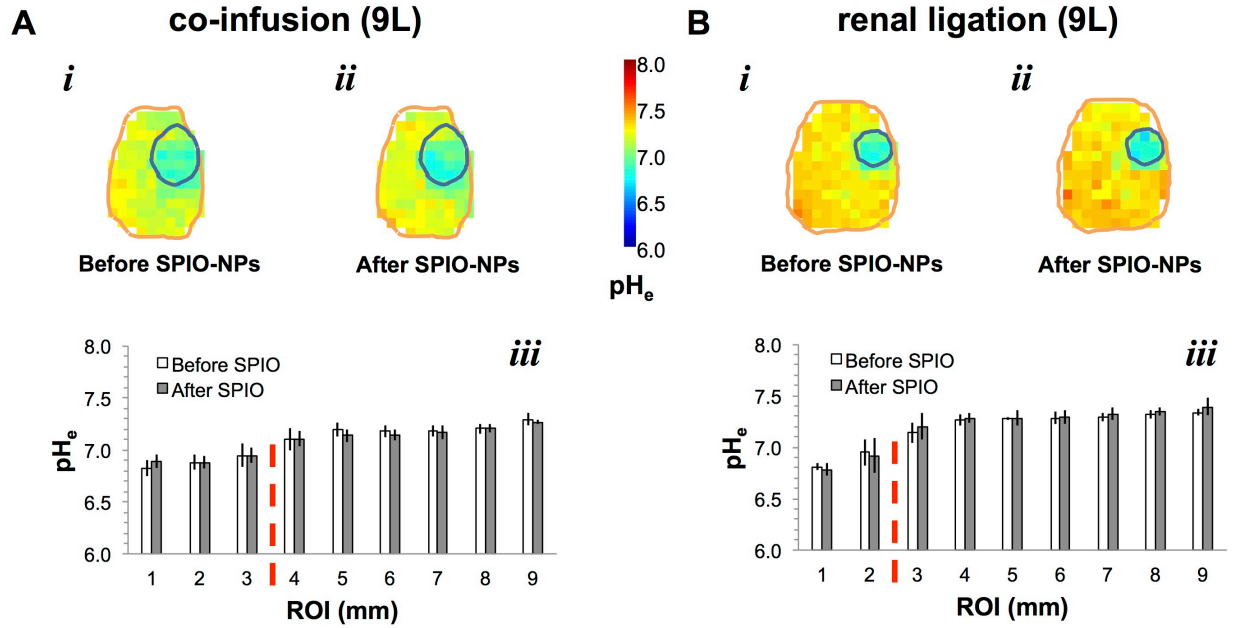 A
co-infusion (9L)
B
renal ligation (9L)
i
ii
i
ii
8.0
7.5
7.0
6.5
6.0
pHe
Before SPIO-NPs
After SPIO-NPs
Before SPIO-NPs
After SPIO-NPs
iii
Before SPIO
After SPIO
8.0
7.5
7.0
6.5
6.0
pHe
1 2 3 4 5 6 7 8 9
ROI (mm)
iii
Before SPIO
After SPIO
8.0
7.5
7.0
6.5
6.0
pHe
1 2 3 4 5 6 7 8 9
ROI (mm)